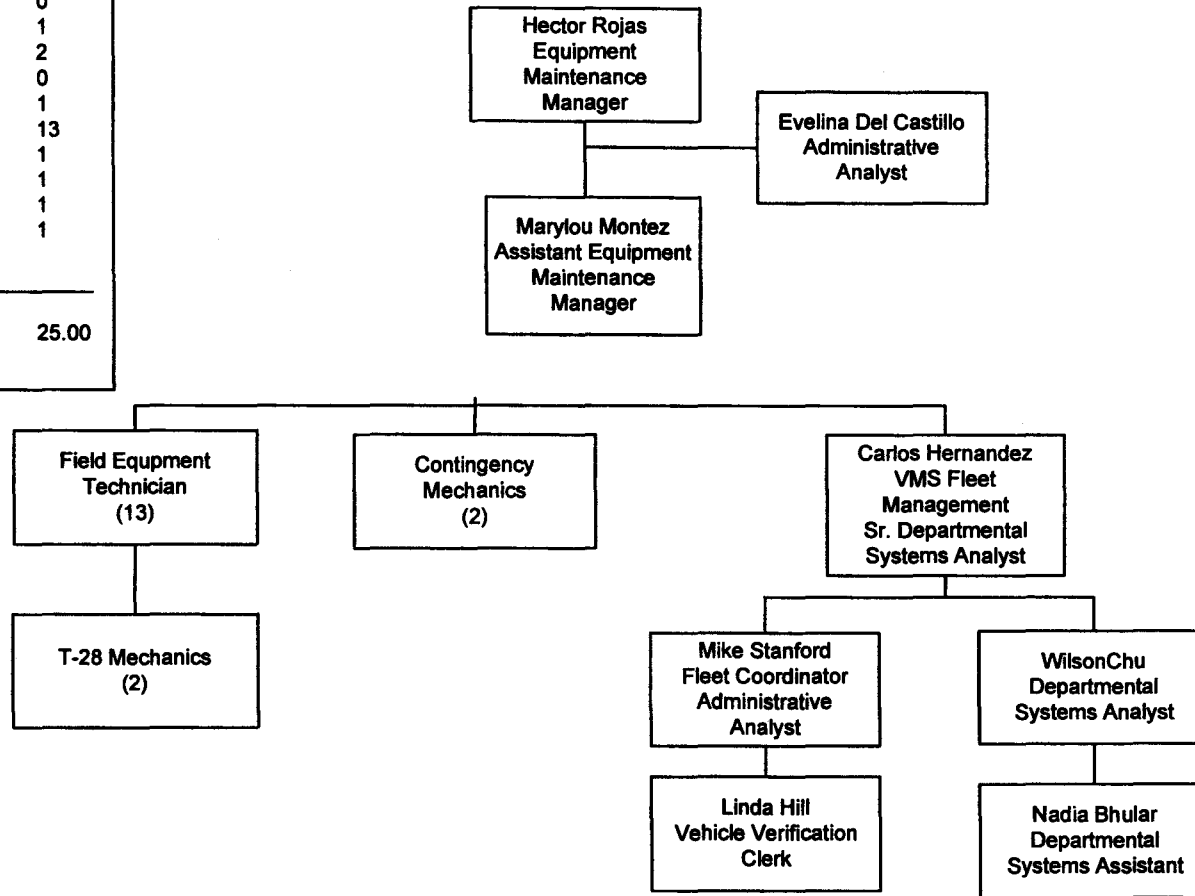 0
1
2
0
1
13
1
1
1
1
25.00
Hector Rojas
Equipment
Maintenance
Manager
Evelina Del Castillo
Administrative
Analyst
Marylou Montez
Assistant Equipment
Maintenance
Manager
Field Equpment
Technician
(13)
Contingency
Mechanics
(2)
Carlos Hernandez
VMS Fleet
Management
Sr. Departmental
Systems Analyst
T-28 Mechanics
(2)
Mike Stanford
Fleet Coordinator
Administrative
Analyst
WilsonChu
Departmental
Systems Analyst
Linda Hill
Vehicle Verification
Clerk
Nadia Bhular
Departmental
Systems Assistant